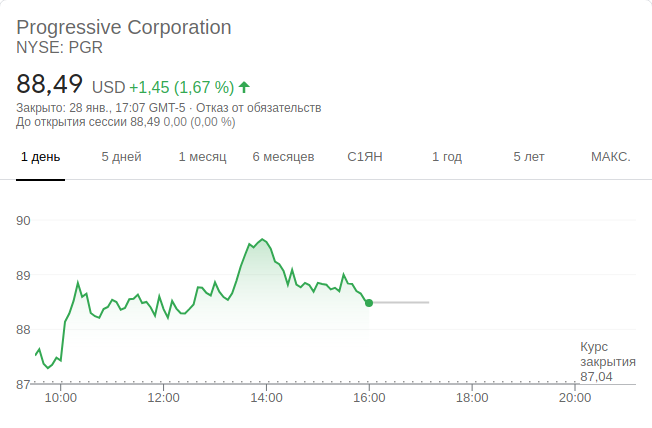 Progressive Corporation
NYSE: PGR
88,49 USD +1,45 (1,67 %)
Закрыто: 28 янв., 17:07 GMT-5 · Отказ от обязательств
До открытия сессии 88,49 0,00 (0,00 %)
1 день 5 дней 1 месяц 6 месяцев С1ЯН 1 год 5 лет МАКС.
90
89
88
Курс
закрытия
87,04
87
10:00 12:00 14:00 16:00 18:00 20:00